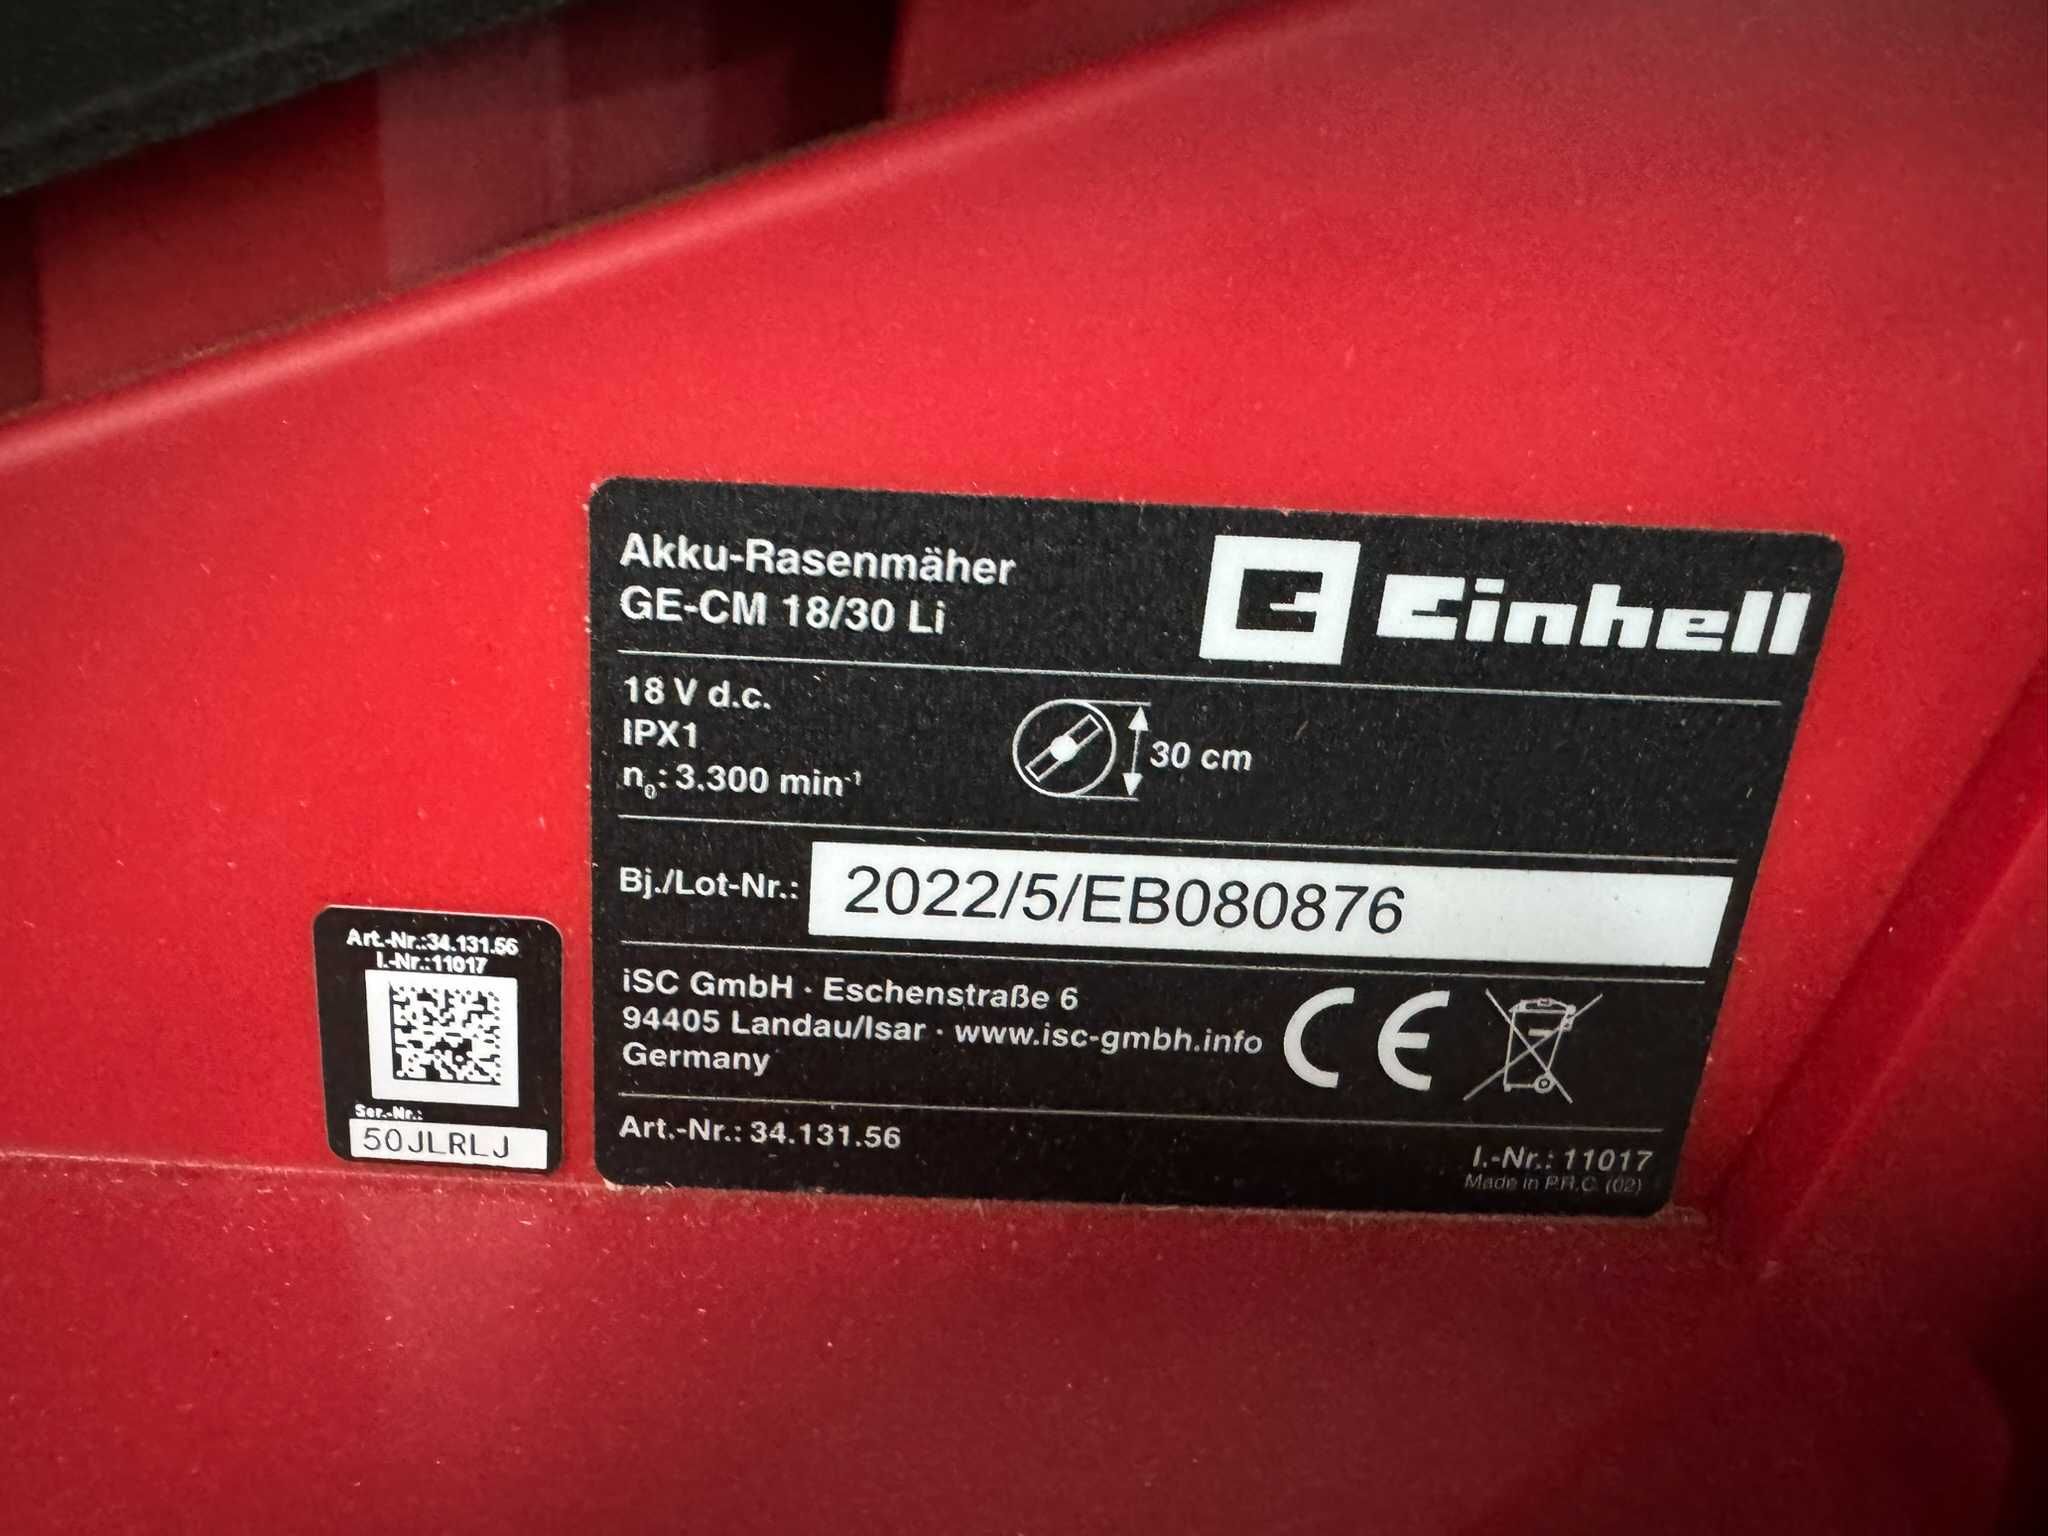 Akku-Rasenmäher
GE-CM 18/30 Li
Einhell
18 V d.c.
IPX1
n₀: 3.300 min⁻¹
30 cm
Bj./Lot-Nr.: 2022/5/EB080876
iSC GmbH · Eschenstraße 6
94405 Landau/Isar · www.isc-gmbh.info
Germany
CE
Art.-Nr.: 34.131.56
I.-Nr.: 11017
Made in P.R.C. (02)
Art.-Nr.:34.131.56
I.-Nr.:11017
Ser.-Nr.:
50JLRLJ